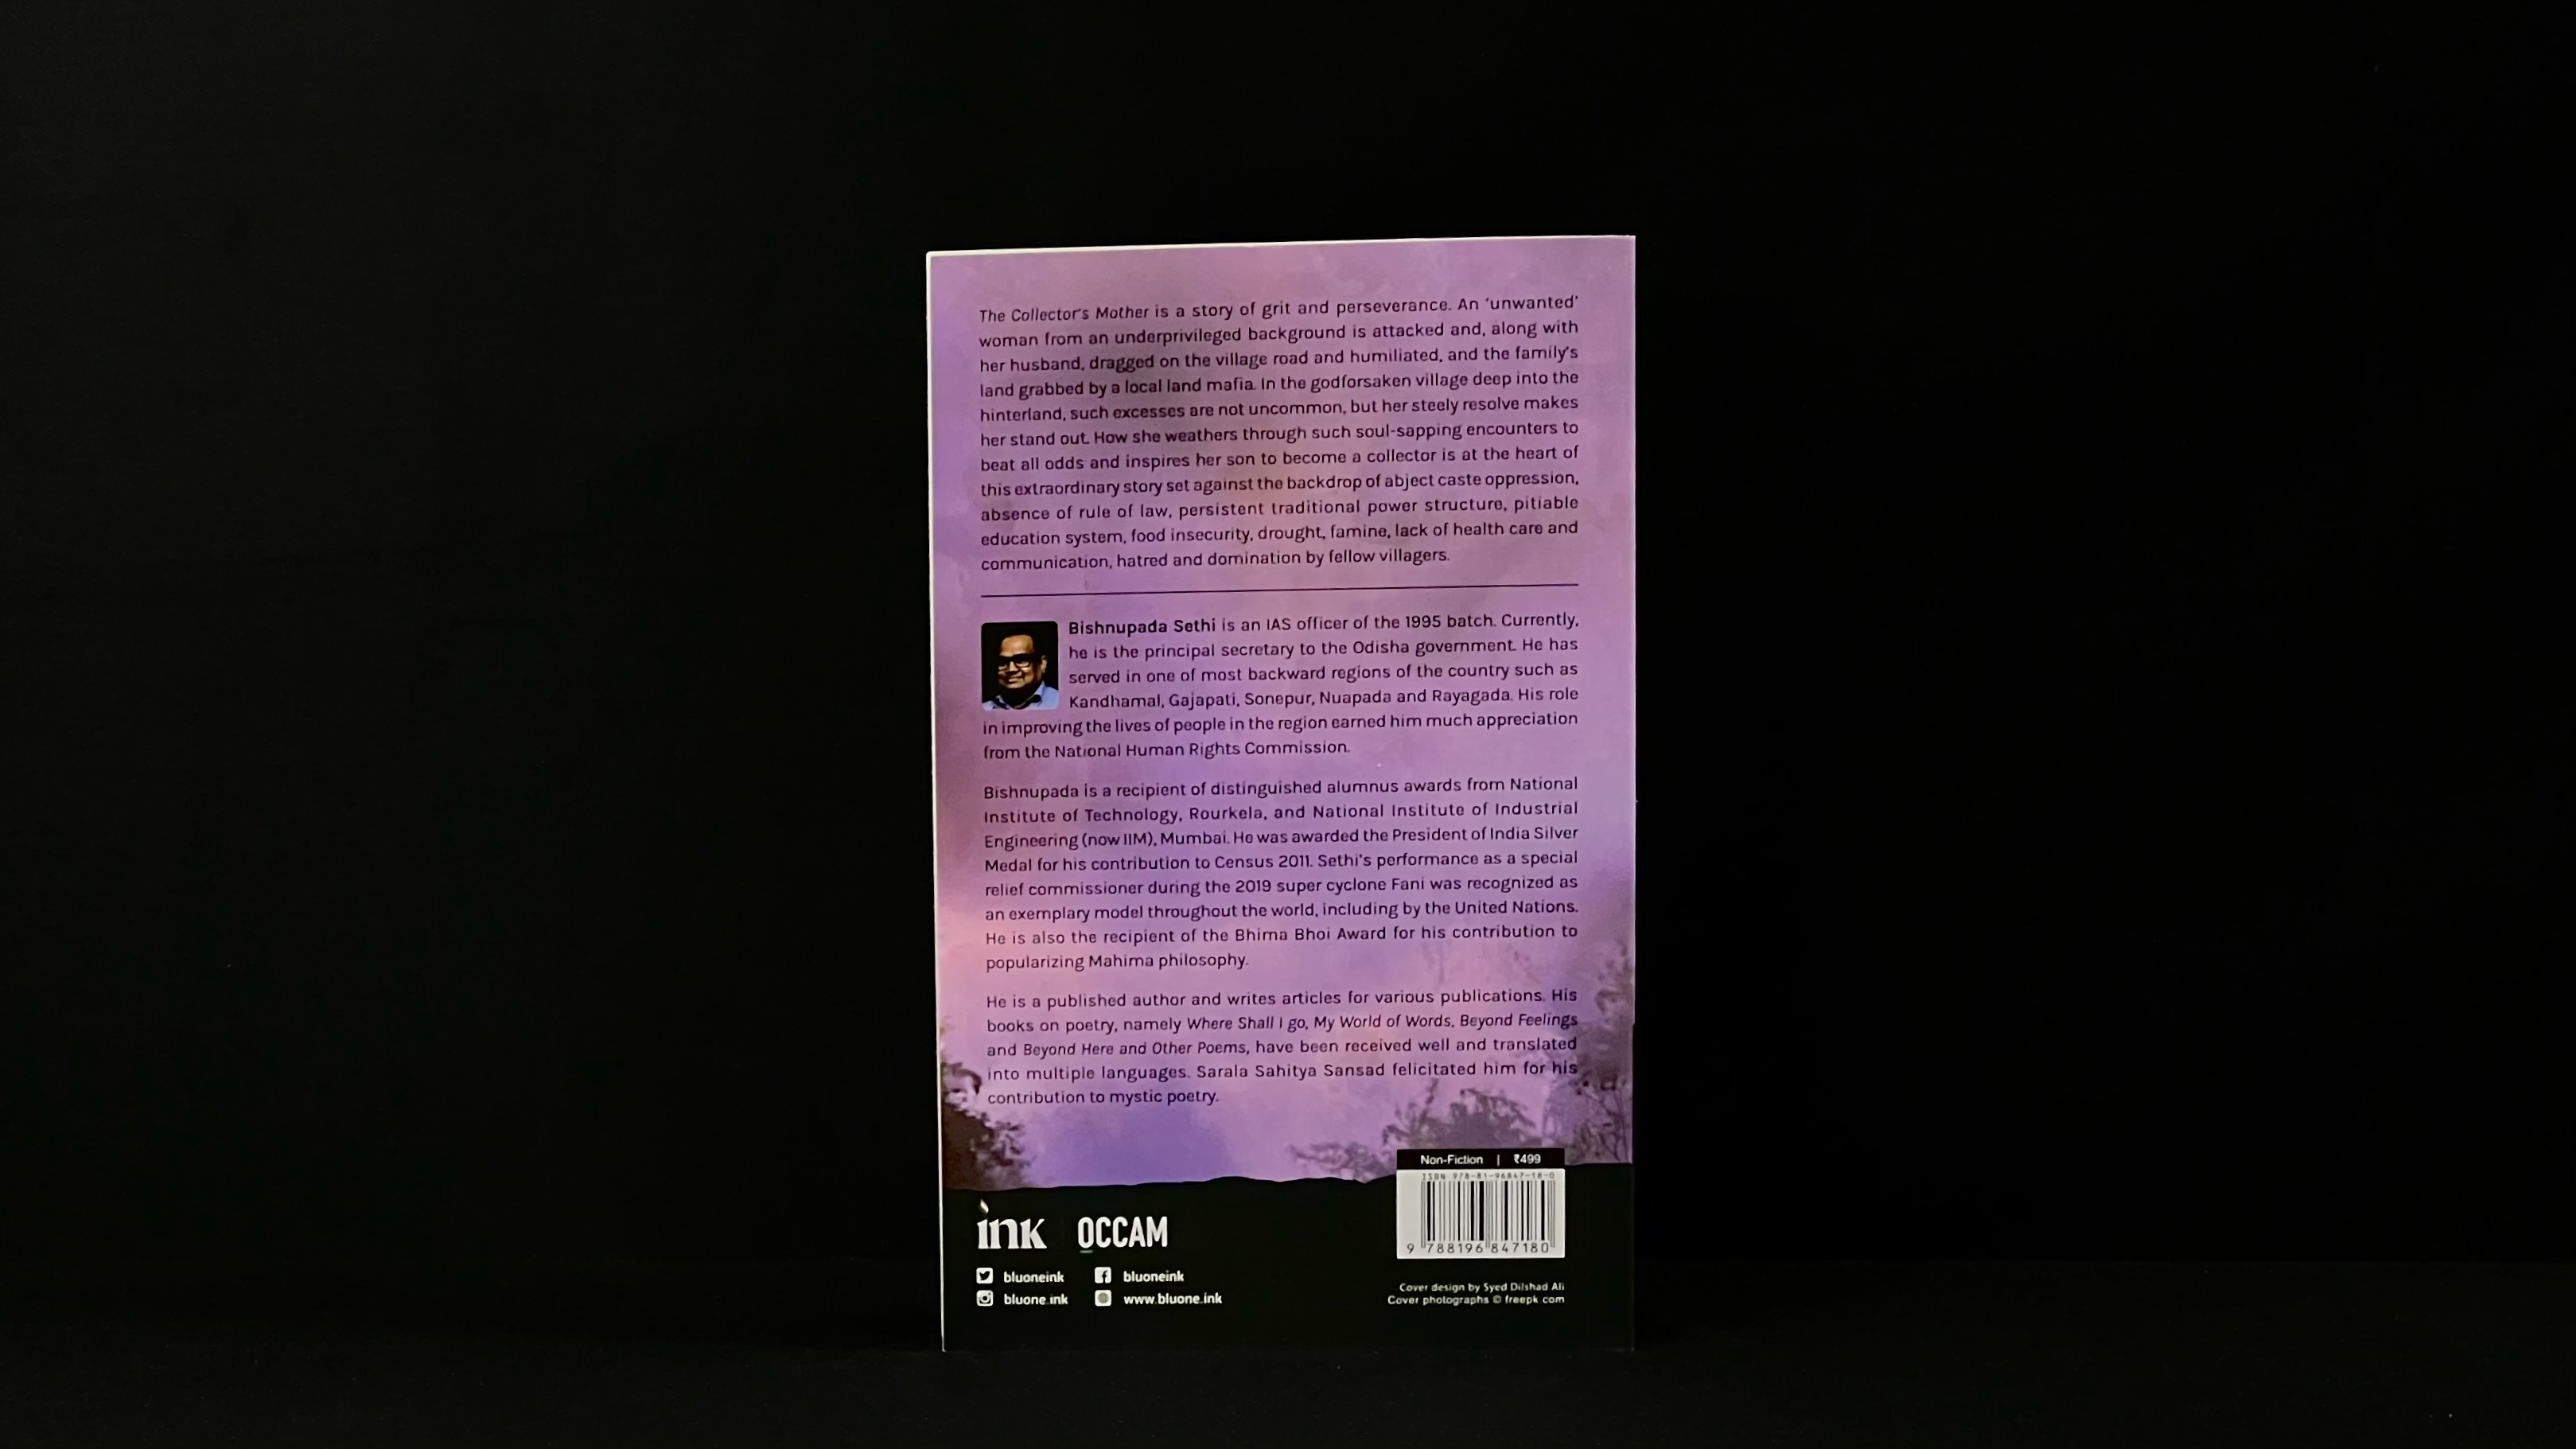 The Collector's Mother is a story of grit and perseverance. An ‘unwanted’
woman from an underprivileged background is attacked and, along with
her husband, dragged on the village road and humiliated, and the family's
land grabbed by a local land mafia. In the godforsaken village deep into the
hinterland, such excesses are not uncommon, but her steely resolve makes
her stand out. How she weathers through such soul-sapping encounters to
beat all odds and inspires her son to become a collector is at the heart of
this extraordinary story set against the backdrop of abject caste oppression,
absence of rule of law, persistent traditional power structure, pitiable
education system, food insecurity, drought, famine, lack of health care and
communication, hatred and domination by fellow villagers.
Bishnupada Sethi is an IAS officer of the 1995 batch. Currently,
he is the principal secretary to the Odisha government. He has
served in one of most backward regions of the country such as
Kandhamal, Gajapati, Sonepur, Nuapada and Rayagada. His role
in improving the lives of people in the region earned him much appreciation
from the National Human Rights Commission.
Bishnupada is a recipient of distinguished alumnus awards from National
Institute of Technology, Rourkela, and National Institute of Industrial
Engineering (now IIM), Mumbai. He was awarded the President of India Silver
Medal for his contribution to Census 2011. Sethi's performance as a special
relief commissioner during the 2019 super cyclone Fani was recognized as
an exemplary model throughout the world, including by the United Nations.
He is also the recipient of the Bhima Bhoi Award for his contribution to
popularizing Mahima philosophy.
He is a published author and writes articles for various publications. His
books on poetry, namely Where Shall I go, My World of Words, Beyond Feelings
and Beyond Here and Other Poems, have been received well and translated
into multiple languages. Sarala Sahitya Sansad felicitated him for his
contribution to mystic poetry.
Non-Fiction | ₹499
ISBN 978-81-96847-18-0
9 788196 847180
ink OCCAM
bluoneink bluoneink
bluone.ink www.bluone.ink
Cover design by Syed Dilshad Ali
Cover photographs © freepk.com